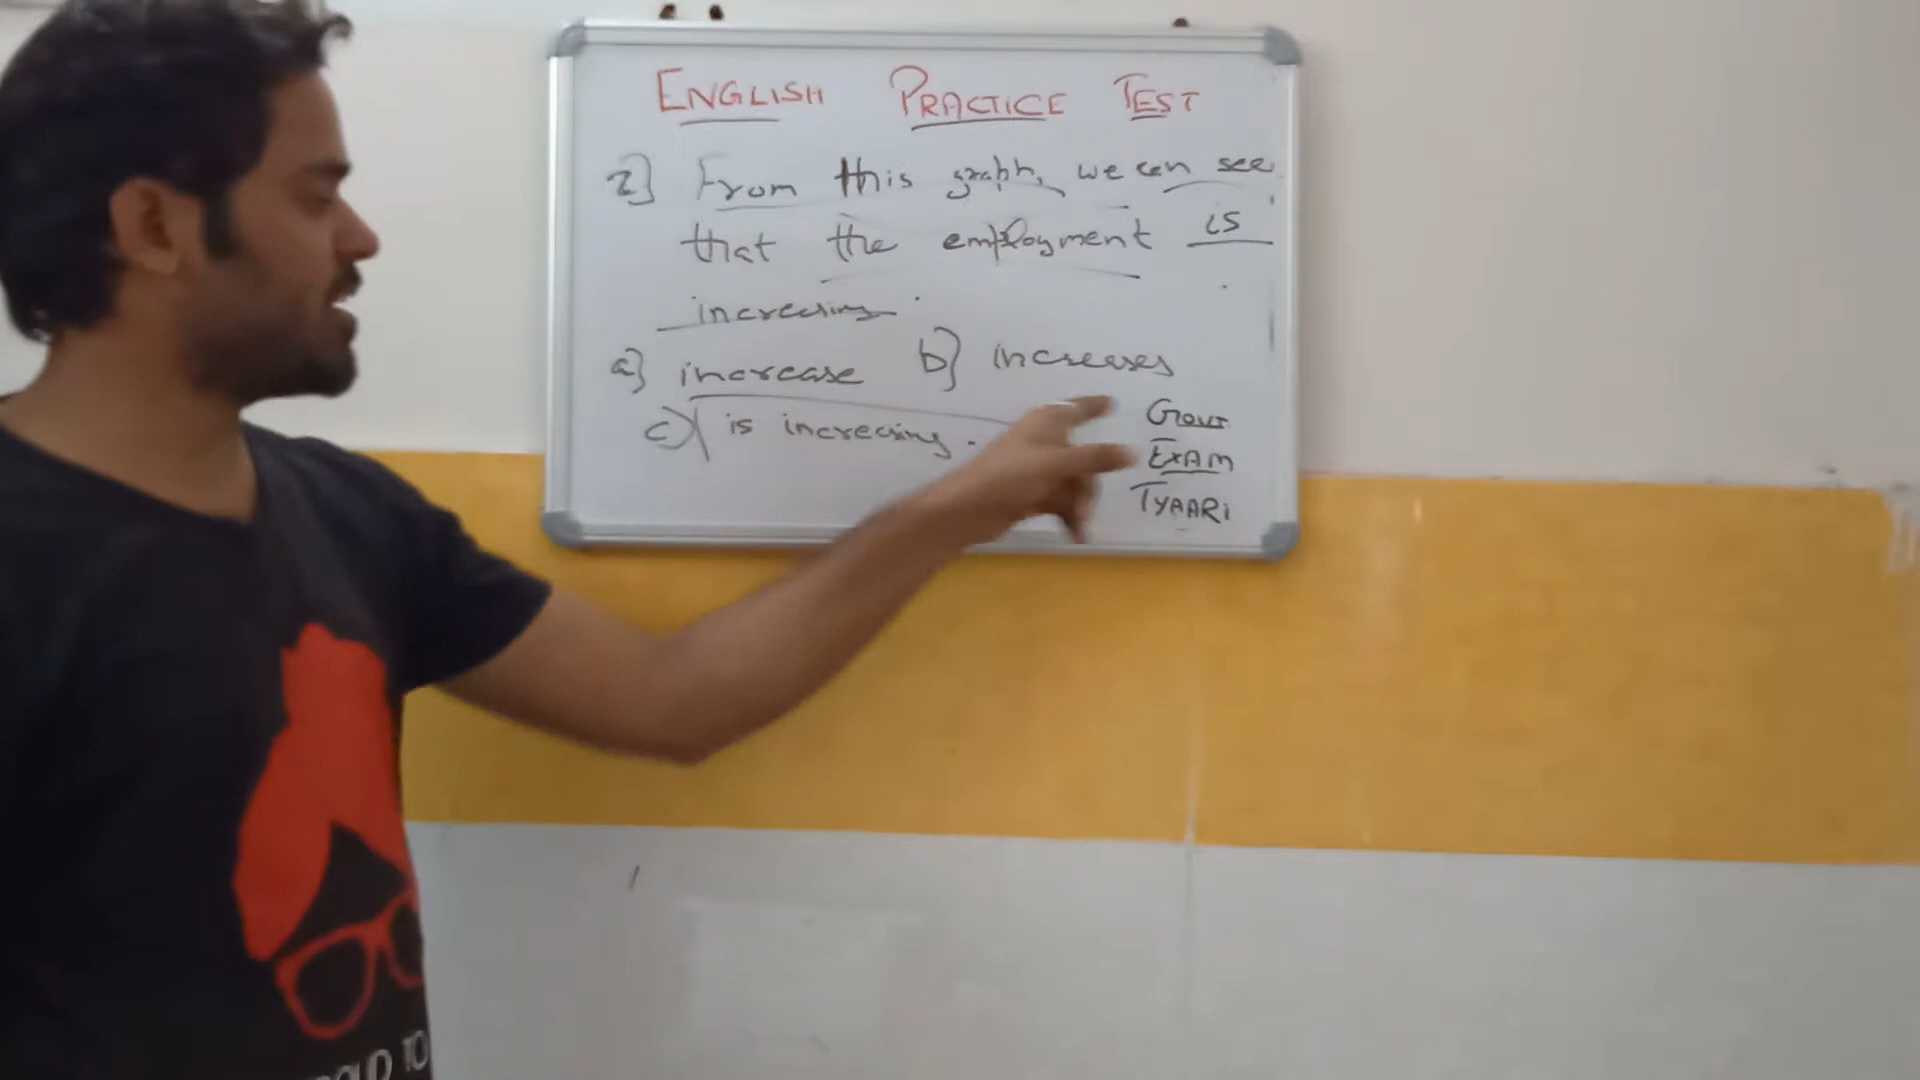 ENGLISH PRACTICE TEST
2] From this graph, we can see
that the employment is
increasing.
a) increase b} increases
c) is increasing.
Govt
EXAM
TYAARi